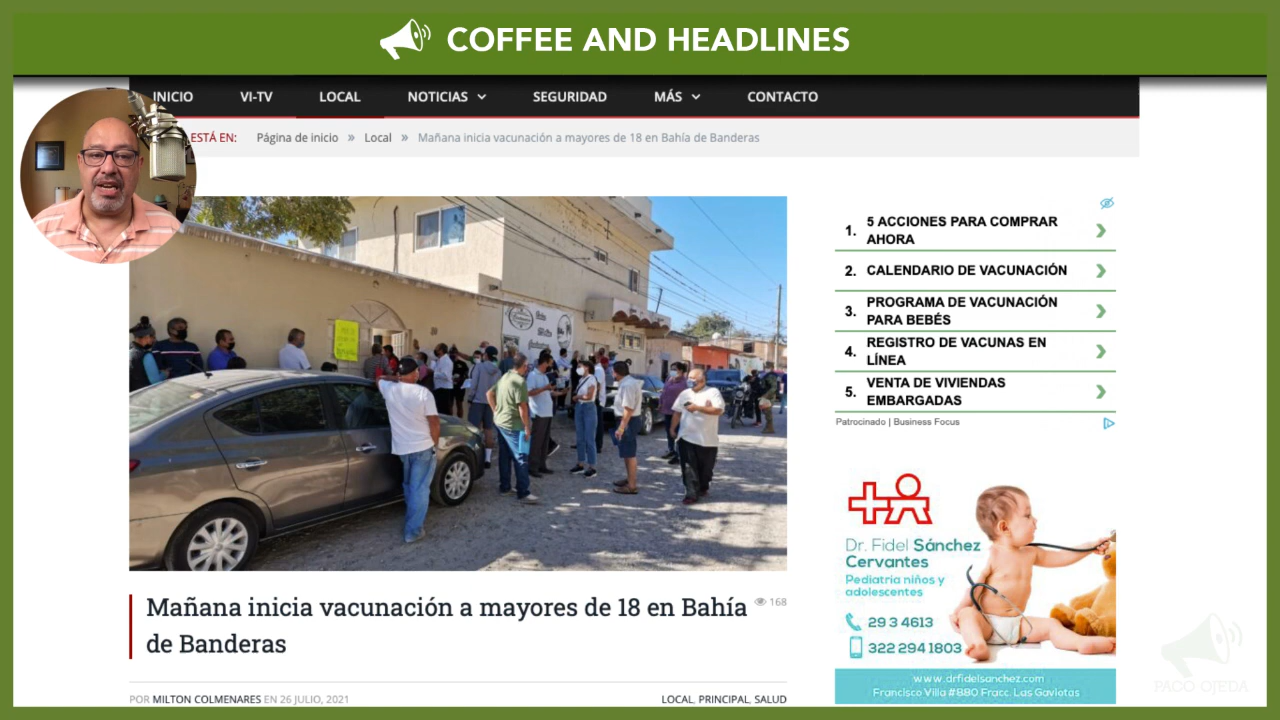 COFFEE AND HEADLINES
INICIO VI-TV LOCAL NOTICIAS SEGURIDAD MÁS CONTACTO
ESTÁ EN: Página de inicio » Local » Mañana inicia vacunación a mayores de 18 en Bahía de Banderas
Mañana inicia vacunación a mayores de 18 en Bahía
de Banderas
168
POR MILTON COLMENARES EN 26 JULIO, 2021
LOCAL, PRINCIPAL, SALUD
1. 5 ACCIONES PARA COMPRAR
AHORA
2. CALENDARIO DE VACUNACIÓN
3. PROGRAMA DE VACUNACIÓN
PARA BEBÉS
4. REGISTRO DE VACUNAS EN
LÍNEA
5. VENTA DE VIVIENDAS
EMBARGADAS
Patrocinado | Business Focus
Dr. Fidel Sánchez
Cervantes
Pediatria niños y
adolescentes
29 3 4613
322 294 1803
www.drfidelsanchez.com
Francisco Villa #880 Fracc. Las Gaviotas
PACO OJEDA